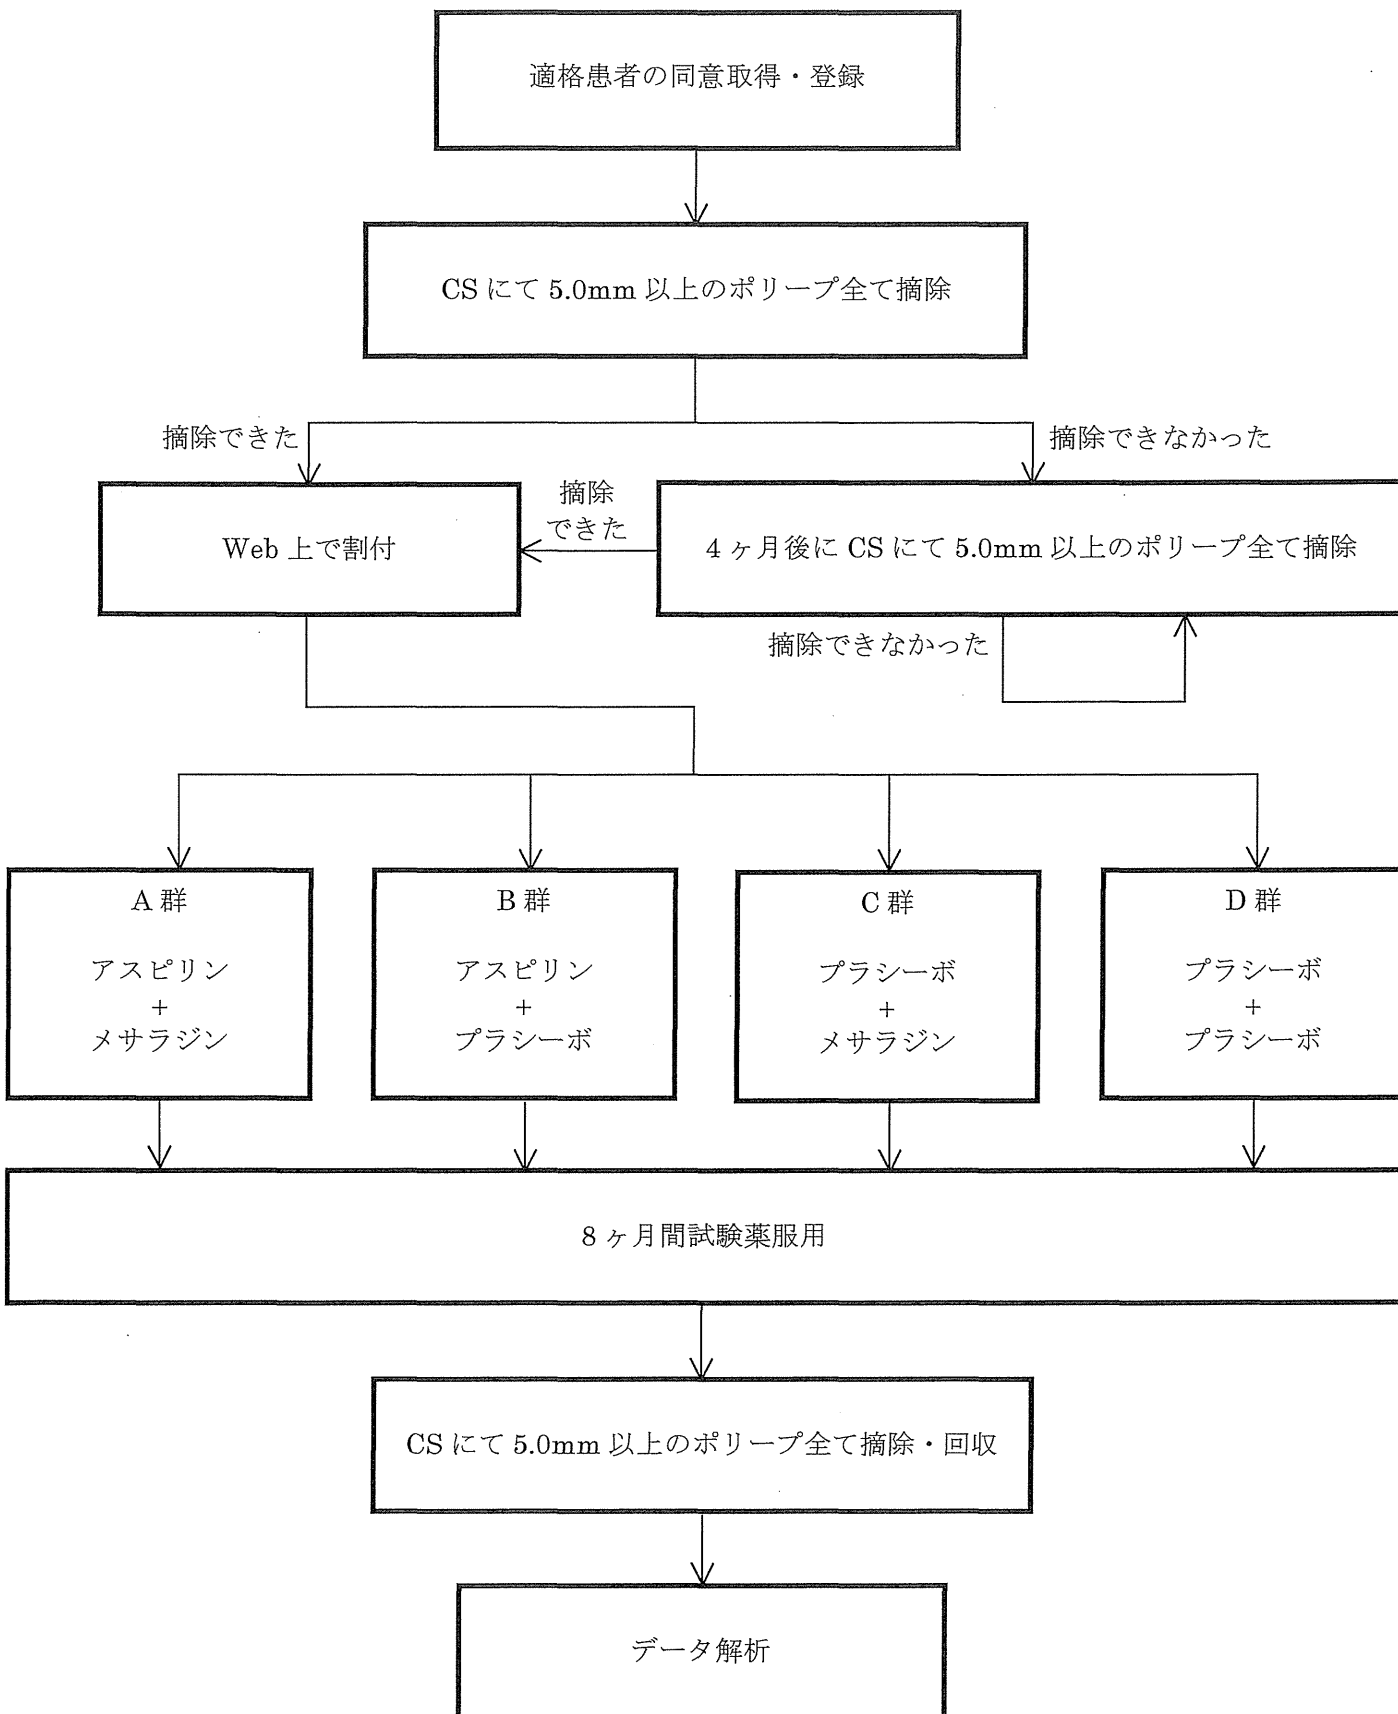 適格患者の同意取得・登録
CS にて 5.0mm 以上のポリープ全て摘除
摘除できた
摘除できなかった
Web 上で割付
摘除
できた
4 ヶ月後に CS にて 5.0mm 以上のポリープ全て摘除
摘除できなかった
A 群
アスピリン
+
メサラジン
B 群
アスピリン
+
プラシーボ
C 群
プラシーボ
+
メサラジン
D 群
プラシーボ
+
プラシーボ
8 ヶ月間試験薬服用
CS にて 5.0mm 以上のポリープ全て摘除・回収
データ解析